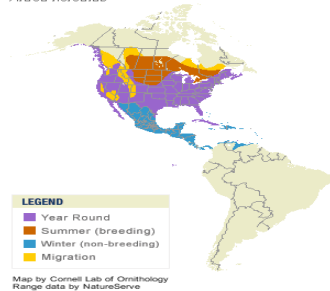 LEGEND
Year Round
Summer (breeding)
Winter (non-breeding)
Migration
Map by Cornell Lab of Ornithology
Range data by NatureServe